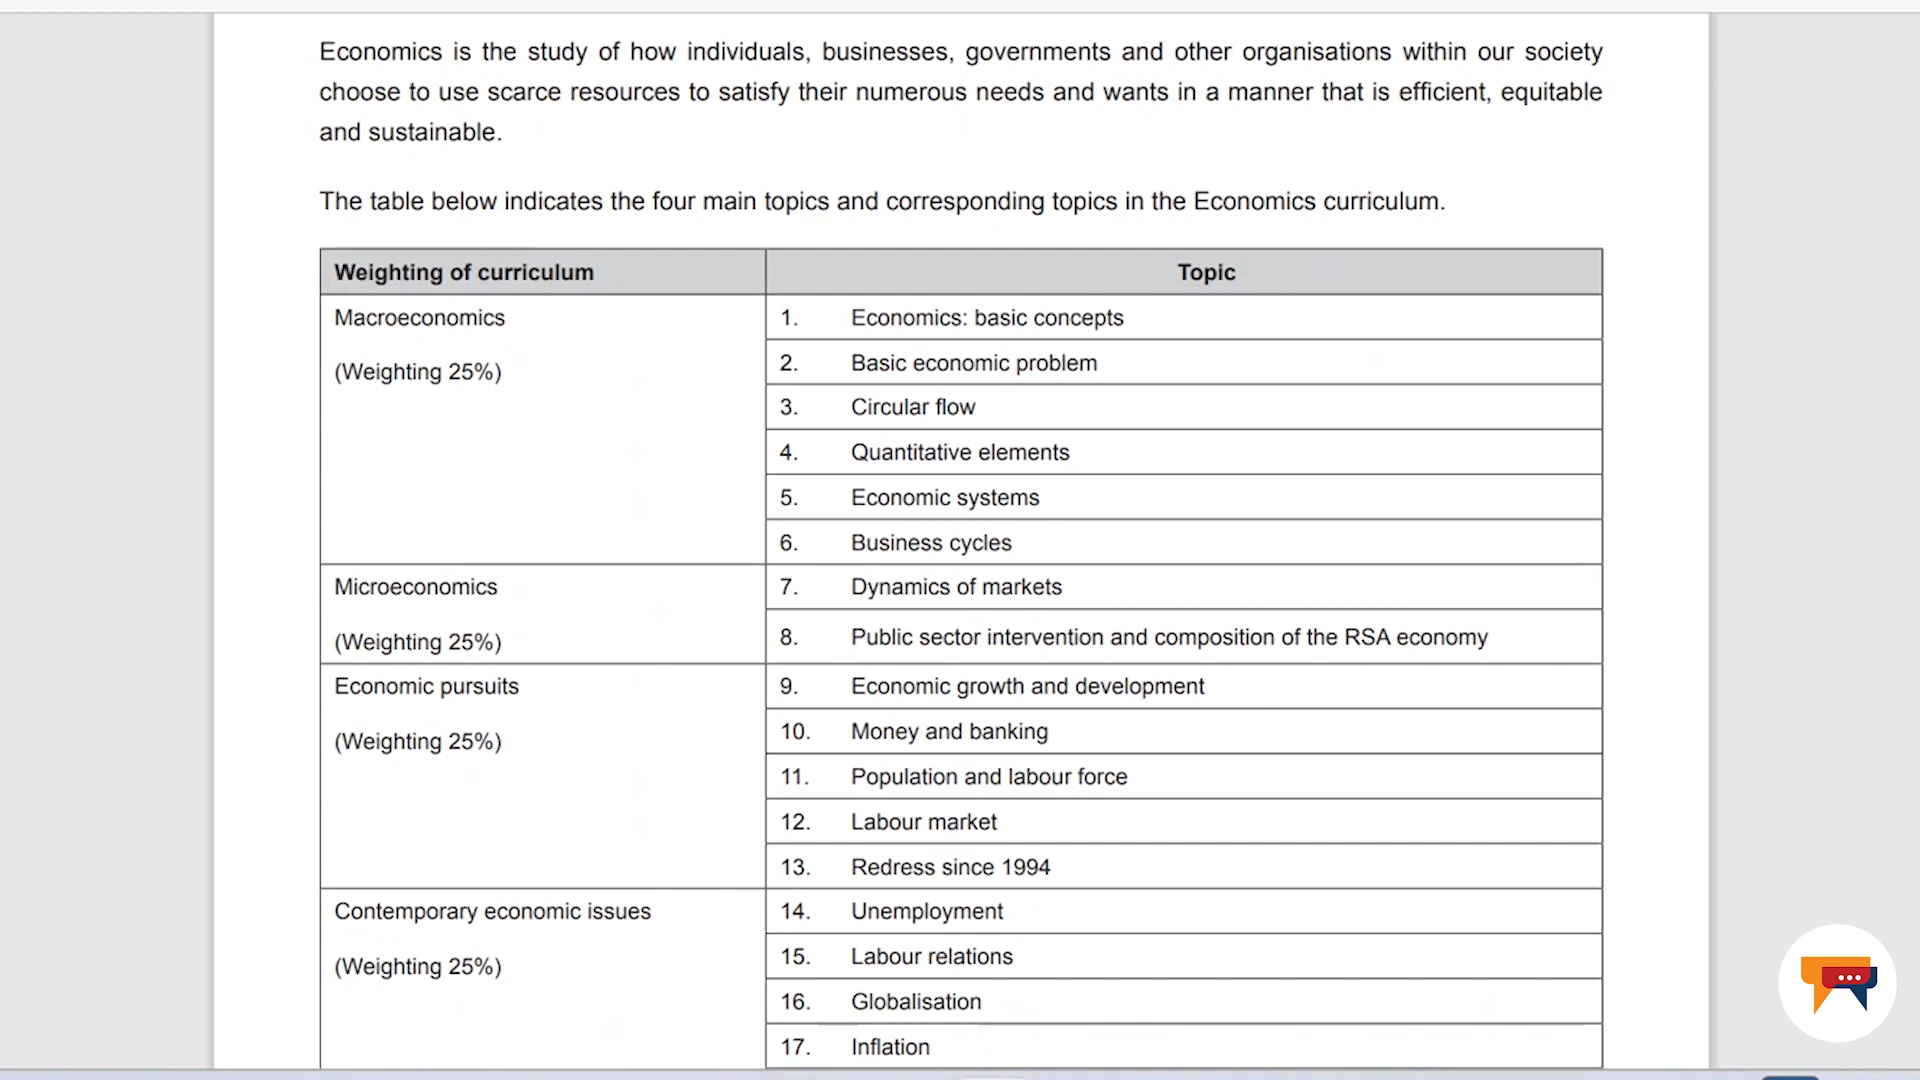 Economics is the study of how individuals, businesses, governments and other organisations within our society
choose to use scarce resources to satisfy their numerous needs and wants in a manner that is efficient, equitable
and sustainable.
The table below indicates the four main topics and corresponding topics in the Economics curriculum.
Weighting of curriculum Topic
Macroeconomics
(Weighting 25%)
1. Economics: basic concepts
2. Basic economic problem
3. Circular flow
4. Quantitative elements
5. Economic systems
6. Business cycles
Microeconomics
(Weighting 25%)
7. Dynamics of markets
8. Public sector intervention and composition of the RSA economy
Economic pursuits
(Weighting 25%)
9. Economic growth and development
10. Money and banking
11. Population and labour force
12. Labour market
13. Redress since 1994
Contemporary economic issues
(Weighting 25%)
14. Unemployment
15. Labour relations
16. Globalisation
17. Inflation